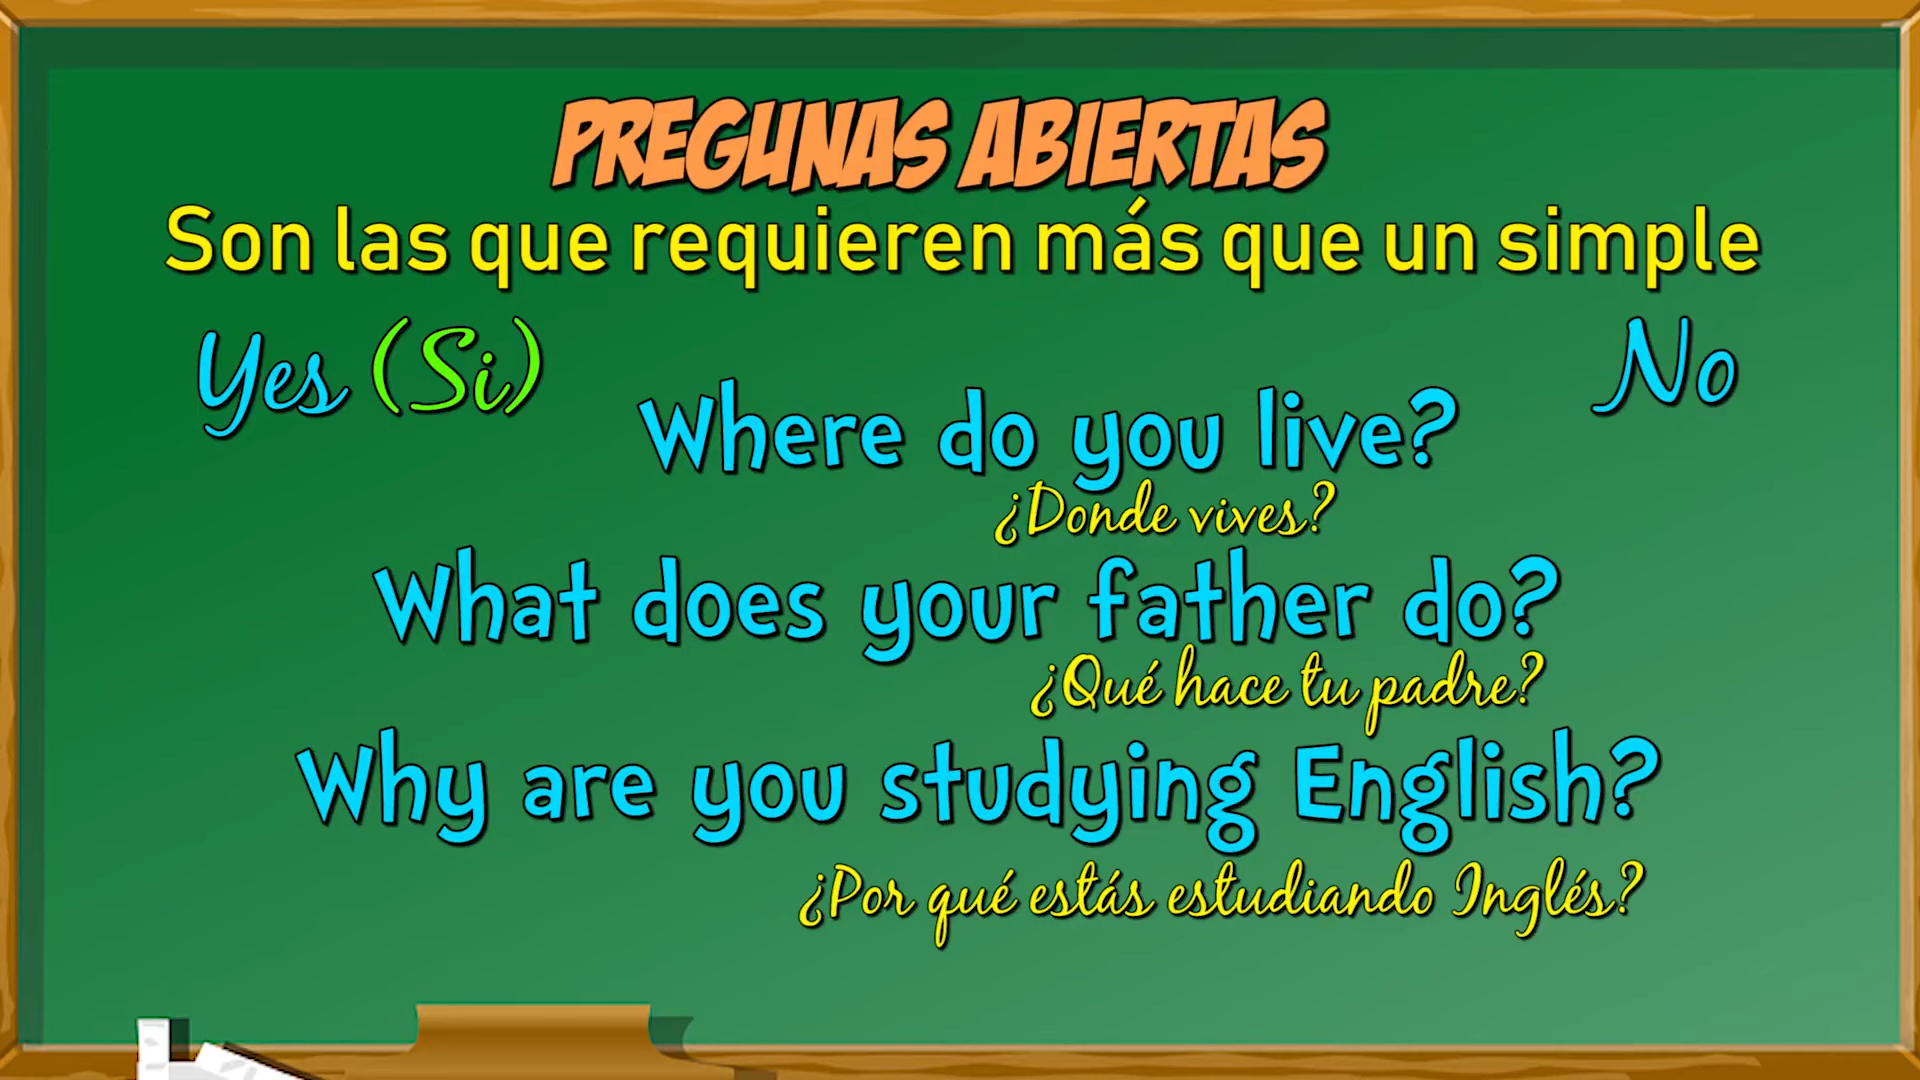 PREGUNAS ABIERTAS
Son las que requieren más que un simple
Yes (Si) No
Where do you live?
¿Donde vives?
What does your father do?
¿Qué hace tu padre?
Why are you studying English?
¿Por qué estás estudiando Inglés?